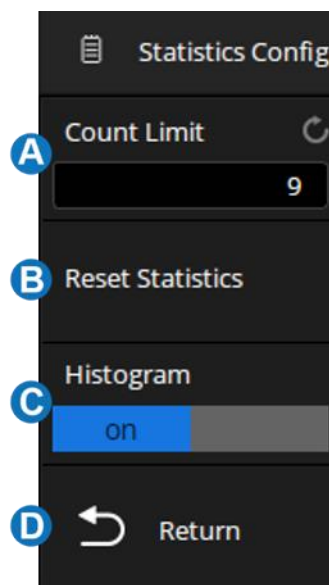 Statistics Config
A
Count Limit
9
B
Reset Statistics
C
Histogram
on
D
Return